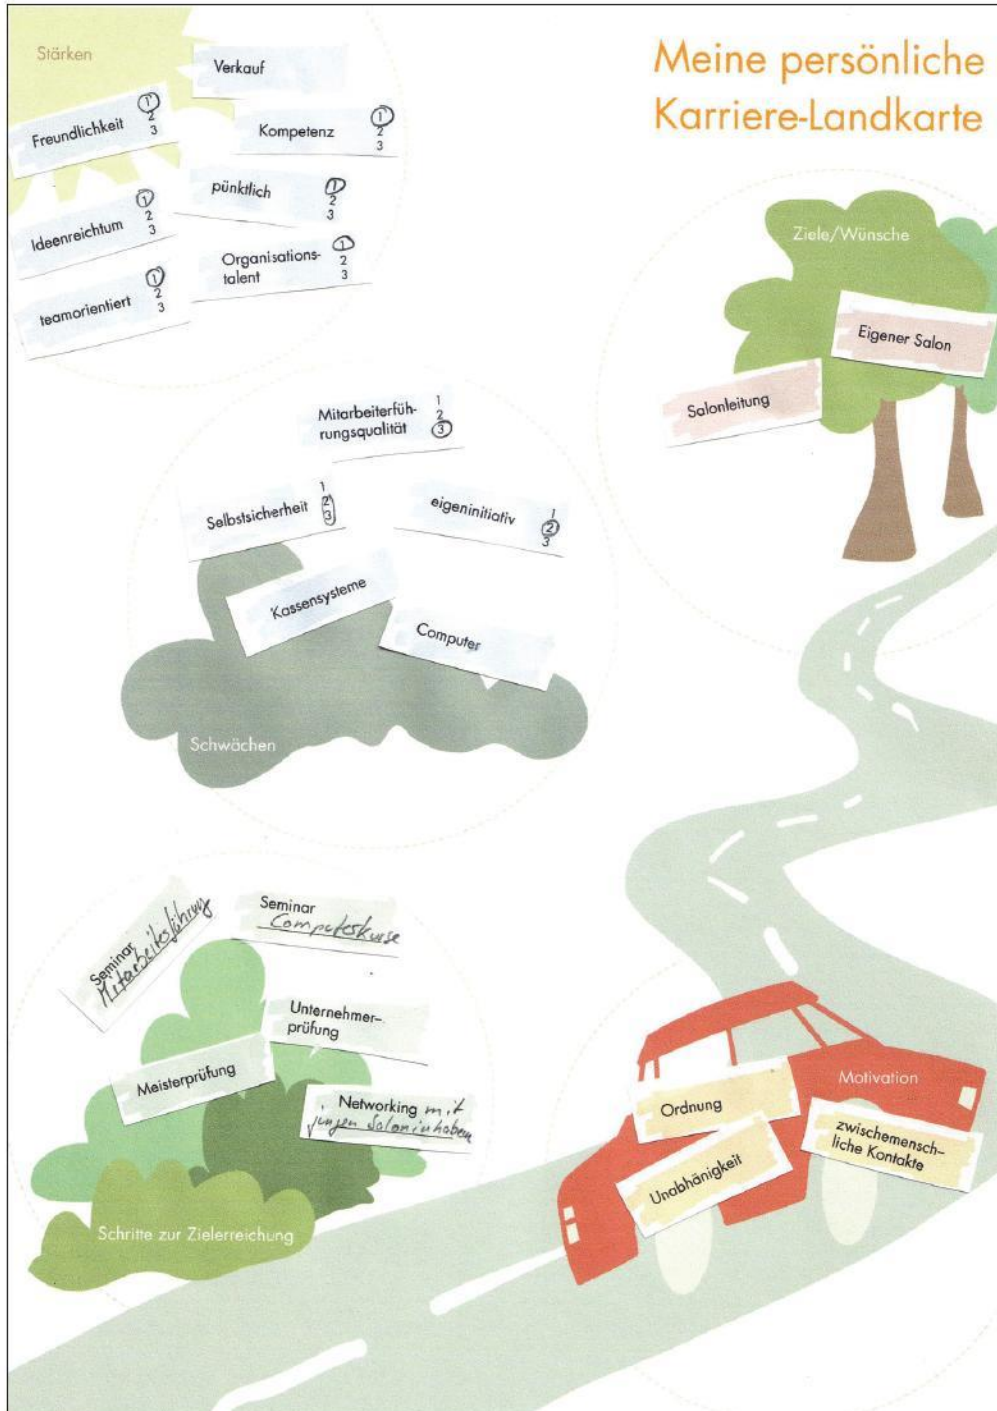 Meine persönliche
Karriere-Landkarte
Stärken
Verkauf
Freundlichkeit 1 2 3
Kompetenz 1 2 3
pünktlich 1 2 3
Ideenreichtum 1 2 3
Organisations-
talent 1 2 3
teamorientiert 1 2 3
Ziele/Wünsche
Eigener Salon
Salonleitung
Mitarbeiterfüh-
rungsqualität 1 2 3
Selbstsicherheit 1 2 3
eigeninitiativ 1 2 3
Kassensysteme
Computer
Schwächen
Seminar
Mitarbeiterführung
Seminar
Computerkurse
Unternehmer-
prüfung
Meisterprüfung
Networking mit
jungen Saloninhabern
Schritte zur Zielerreichung
Motivation
Ordnung
zwischemensch-
liche Kontakte
Unabhänigkeit